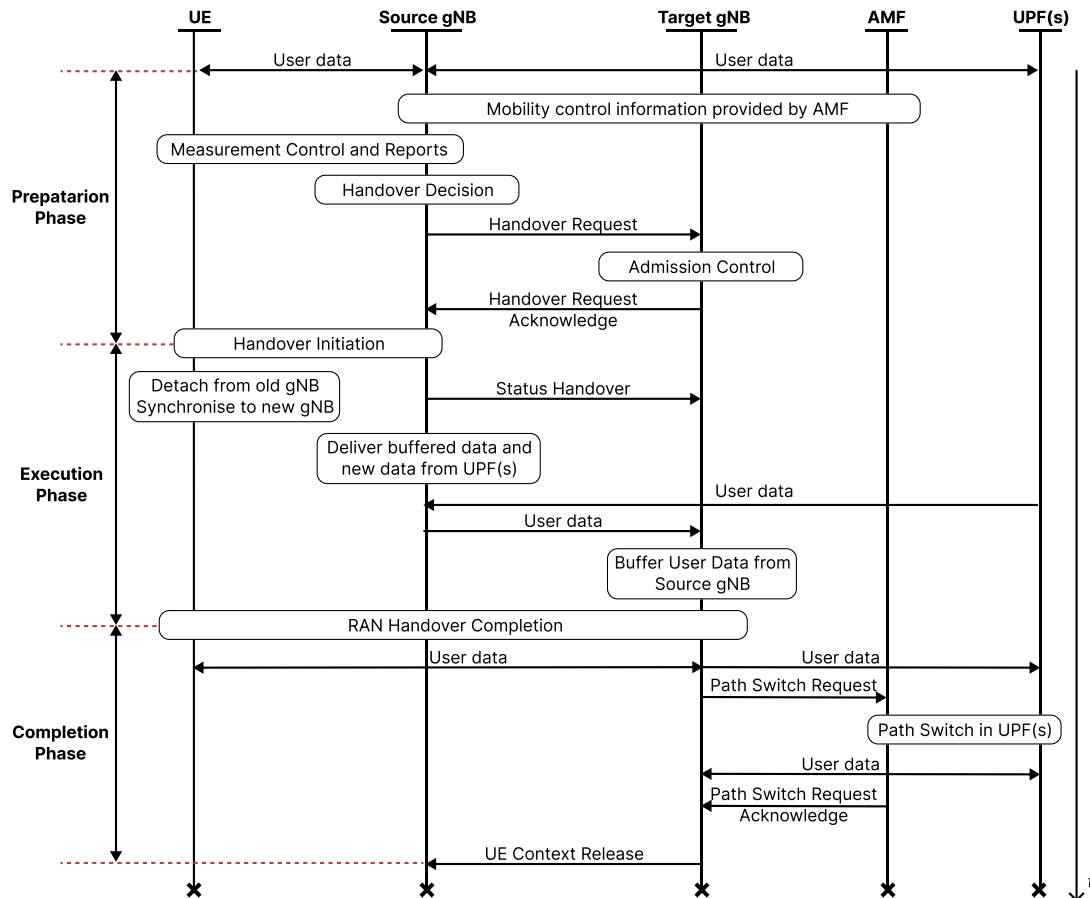 UE
Source gNB
Target gNB
AMF
UPF(s)
User data
User data
Mobility control information provided by AMF
Measurement Control and Reports
Prepatarion
Phase
Handover Decision
Handover Request
Admission Control
Handover Request
Acknowledge
Handover Initiation
Detach from old gNB
Synchronise to new gNB
Status Handover
Deliver buffered data and
new data from UPF(s)
Execution
Phase
User data
User data
Buffer User Data from
Source gNB
RAN Handover Completion
User data
User data
Path Switch Request
Completion
Phase
Path Switch in UPF(s)
User data
Path Switch Request
Acknowledge
UE Context Release